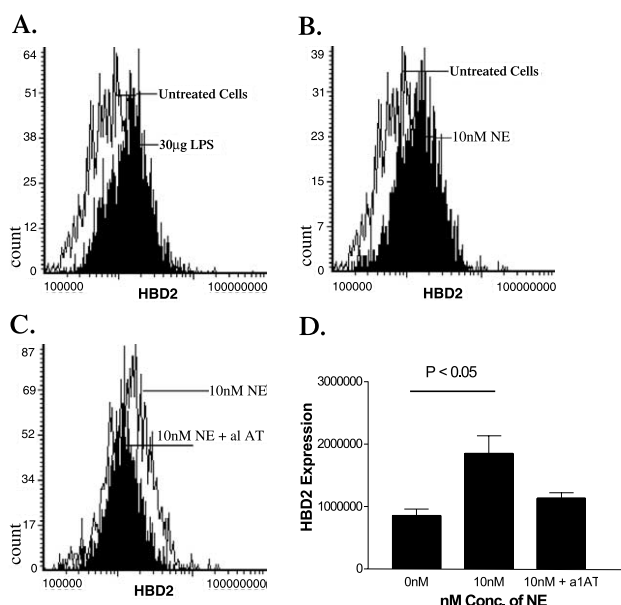 A.
64
51
38
25
12
0
count
Untreated Cells
30µg LPS
100000
100000000
HBD2
B.
39
31
23
15
7
0
count
Untreated Cells
10nM NE
100000
100000000
HBD2
C.
87
69
52
34
17
0
count
10nM NE
10nM NE + al AT
100000
100000000
HBD2
D.
P < 0.05
3000000
2000000
1000000
0
HBD2 Expression
0nM
10nM
10nM + a1AT
nM Conc. of NE